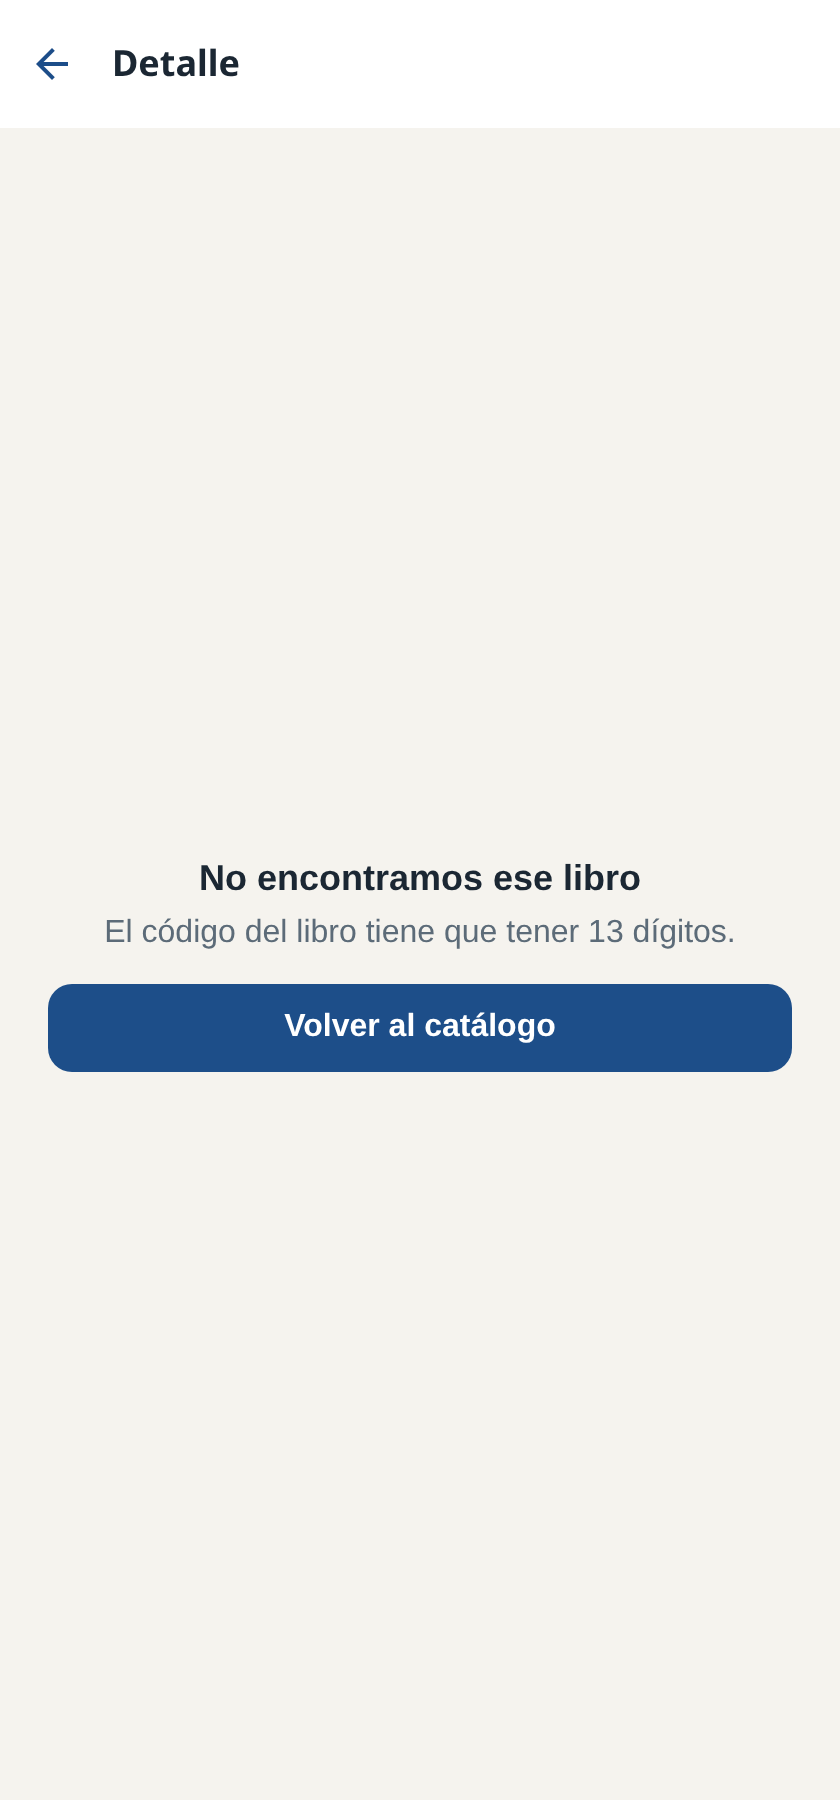 Detalle
No encontramos ese libro
El código del libro tiene que tener 13 dígitos.
Volver al catálogo